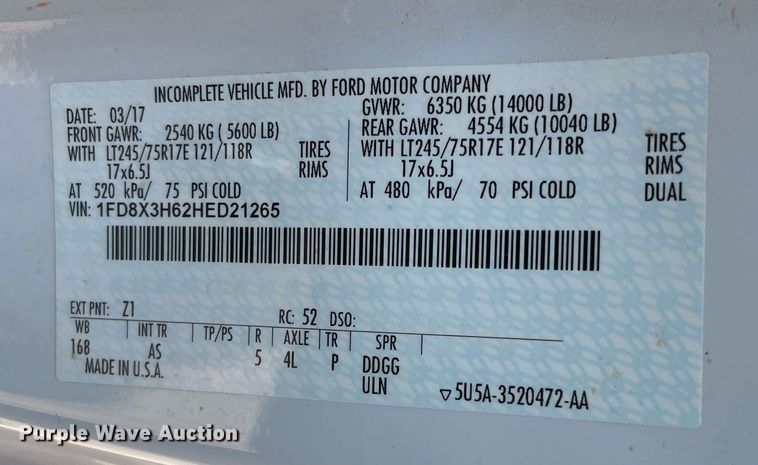 INCOMPLETE VEHICLE MFD. BY FORD MOTOR COMPANY
DATE: 03/17 GVWR: 6350 KG (14000 LB)
FRONT GAWR: 2540 KG ( 5600 LB) REAR GAWR: 4554 KG (10040 LB)
WITH LT245/75R17E 121/118R TIRES WITH LT245/75R17E 121/118R TIRES
17x6.5J RIMS 17x6.5J RIMS
AT 520 kPa/ 75 PSI COLD AT 480 kPa/ 70 PSI COLD DUAL
VIN: 1FD8X3H62HED21265
EXT PNT: Z1 RC: 52 DSO:
WB INT TR TP/PS R AXLE TR SPR
168 AS 5 4L P DDGG
MADE IN U.S.A. ULN ▽5U5A-3520472-AA
Purple Wave Auction